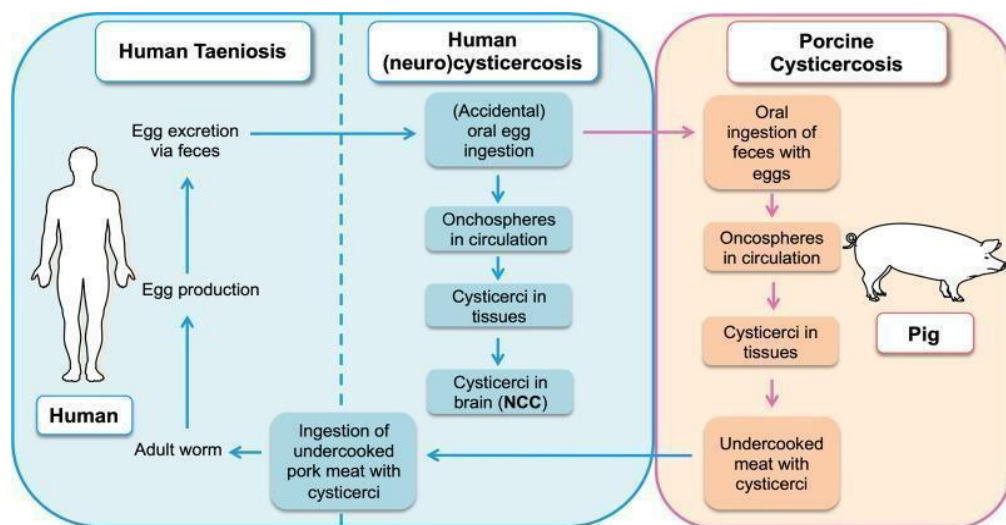 Human Taeniosis
Human
(neuro)cysticercosis
Porcine
Cysticercosis
Egg excretion
via feces
(Accidental)
oral egg
ingestion
Oral
ingestion of
feces with
eggs
Onchospheres
in circulation
Oncospheres
in circulation
Egg production
Cysticerci in
tissues
Cysticerci in
tissues
Pig
Cysticerci in
brain (NCC)
Human
Adult worm
Ingestion of
undercooked
pork meat with
cysticerci
Undercooked
meat with
cysticerci